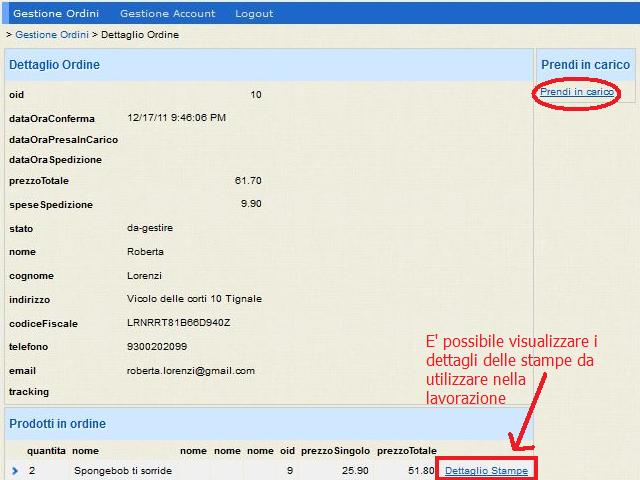 Gestione Ordini Gestione Account Logout
> Gestione Ordini > Dettaglio Ordine
Dettaglio Ordine
oid 10
dataOraConferma 12/17/11 9:46:06 PM
dataOraPresaInCarico
dataOraSpedizione
prezzoTotale 61.70
speseSpedizione 9.90
stato da-gestire
nome Roberta
cognome Lorenzi
indirizzo Vicolo delle corti 10 Tignale
codiceFiscale LRNRRT81B66D940Z
telefono 9300202099
email roberta.lorenzi@gmail.com
tracking
Prendi in carico
Prendi in carico
E' possibile visualizzare i
dettagli delle stampe da
utilizzare nella
lavorazione
Prodotti in ordine
quantita nome nome nome nome oid prezzoSingolo prezzoTotale
2 Spongebob ti sorride 9 25.90 51.80 Dettaglio Stampe